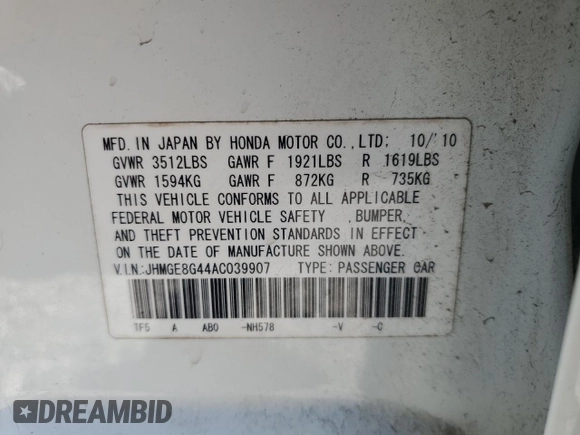 MFD. IN JAPAN BY HONDA MOTOR CO.,LTD: 10/'10
GVWR 3512LBS GAWR F 1921LBS R 1619LBS
GVWR 1594KG GAWR F 872KG R 735KG
THIS VEHICLE CONFORMS TO ALL APPLICABLE
FEDERAL MOTOR VEHICLE SAFETY ,BUMPER,
AND THEFT PREVENTION STANDARDS IN EFFECT
ON THE DATE OF MANUFACTURE SHOWN ABOVE.
V.I.N:JHMGE8G44AC039907 TYPE: PASSENGER CAR
TF5 A AB0 -NH578 -V -C
DREAMBID